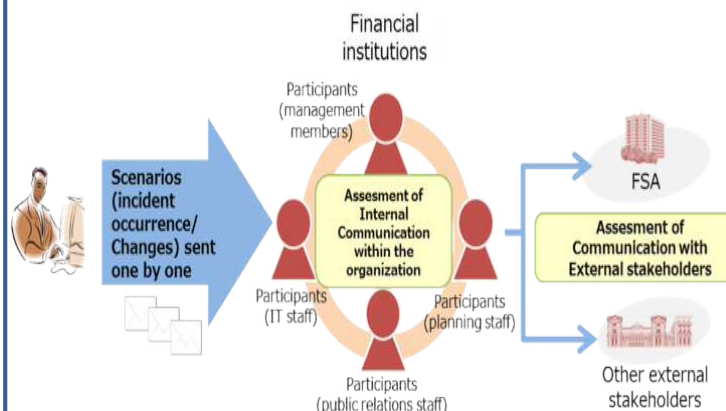 Financial
institutions
Participants
(management
members)
Scenarios
(incident
occurrence/
Changes) sent
one by one
Assesment of
Internal
Communication
within the
organization
Participants
(IT staff)
Participants
(planning staff)
Participants
(public relations staff)
FSA
Assesment of
Communication with
External stakeholders
Other external
stakeholders